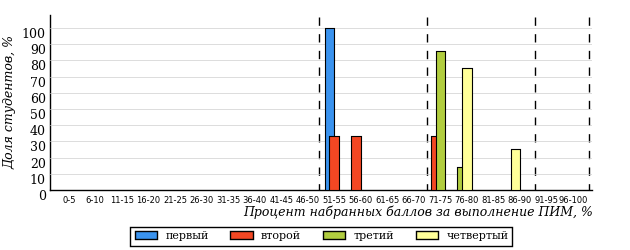 Доля студентов, %
100
90
80
70
60
50
40
30
20
10
0
0-5 6-10 11-15 16-20 21-25 26-30 31-35 36-40 41-45 46-50 51-55 56-60 61-65 66-70 71-75 76-80 81-85 86-90 91-95 96-100
Процент набранных баллов за выполнение ПИМ, %
первый второй третий четвертый